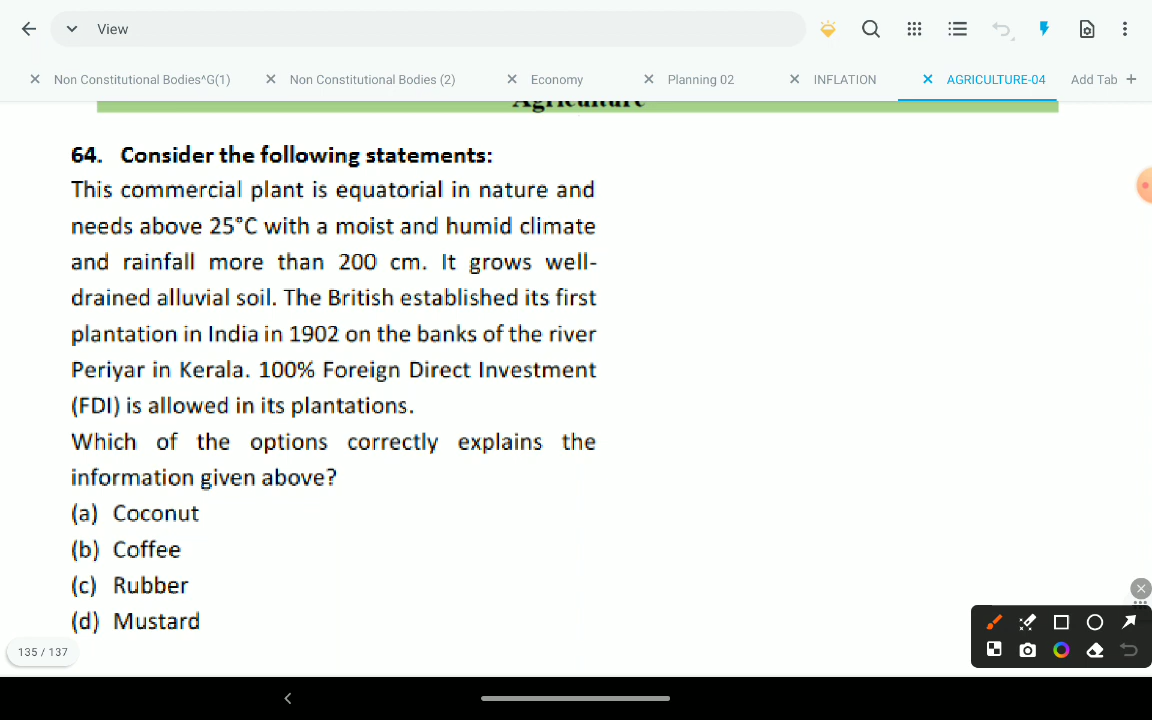 View
Non Constitutional Bodies^G(1)
Non Constitutional Bodies (2)
Economy
Planning 02
INFLATION
AGRICULTURE-04
Add Tab
Agriculture
64. Consider the following statements:
This commercial plant is equatorial in nature and
needs above 25°C with a moist and humid climate
and rainfall more than 200 cm. It grows well-
drained alluvial soil. The British established its first
plantation in India in 1902 on the banks of the river
Periyar in Kerala. 100% Foreign Direct Investment
(FDI) is allowed in its plantations.
Which of the options correctly explains the
information given above?
(a) Coconut
(b) Coffee
(c) Rubber
(d) Mustard
135 / 137